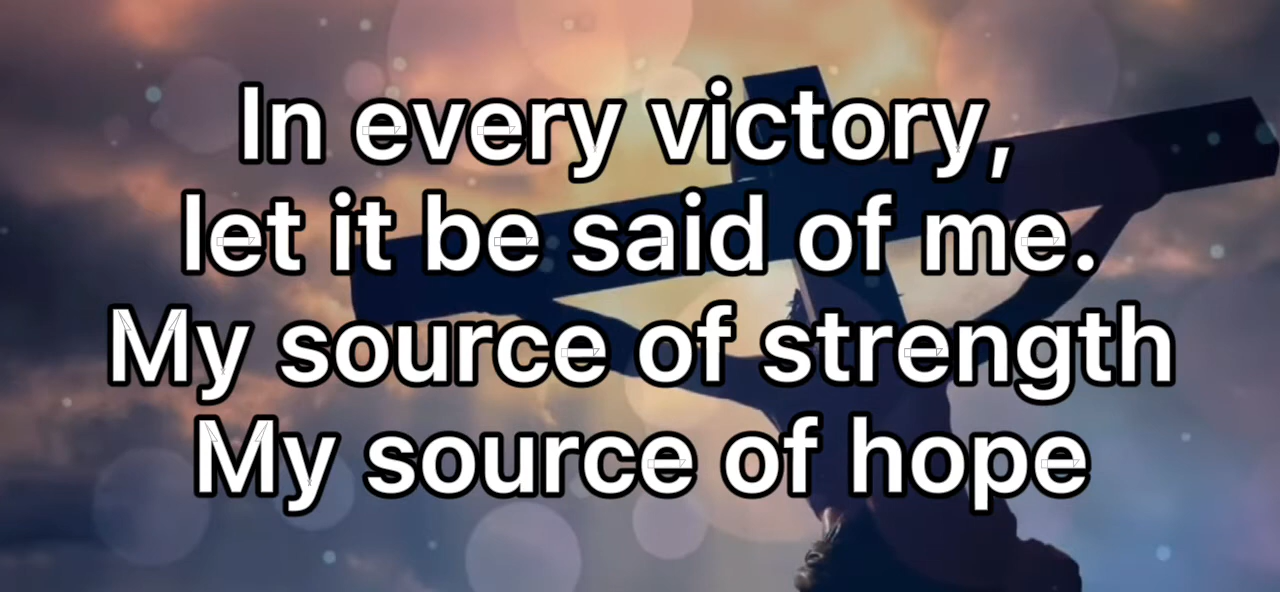 In every victory,
let it be said of me.
My source of strength
My source of hope